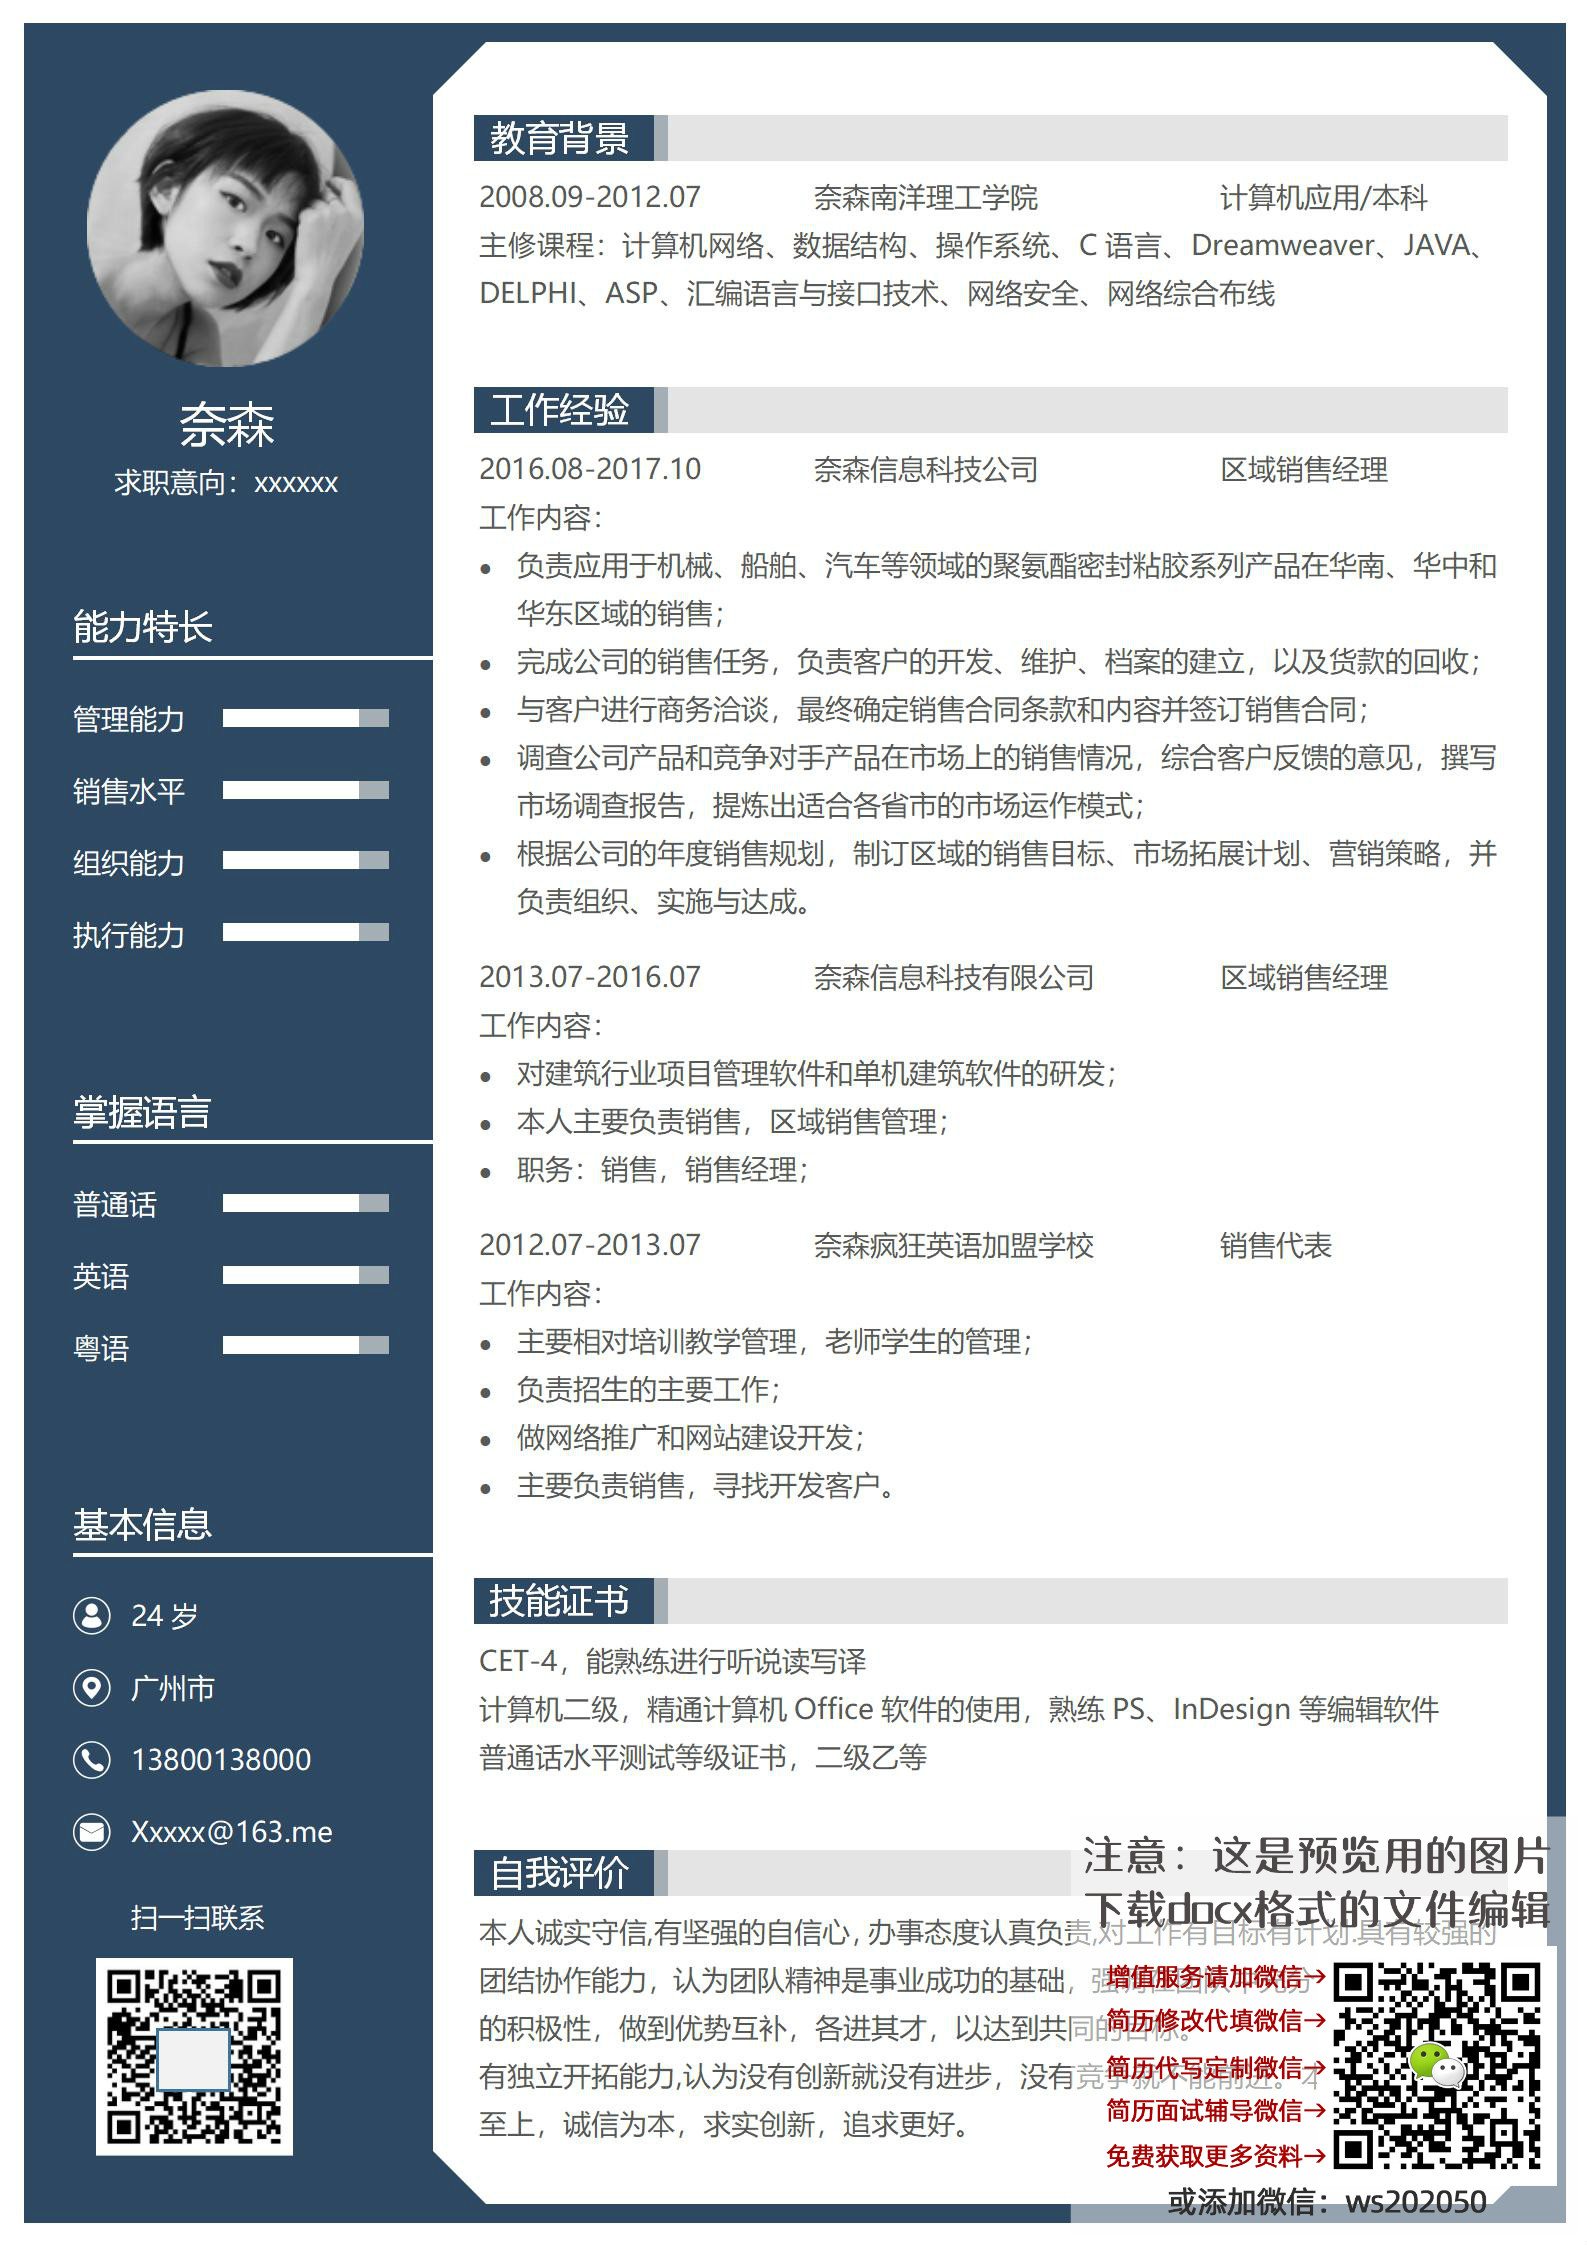 奈森
求职意向：xxxxxx
能力特长
管理能力
销售水平
组织能力
执行能力
掌握语言
普通话
英语
粤语
基本信息
24 岁
广州市
13800138000
Xxxxx@163.me
扫一扫联系
教育背景
2008.09-2012.07 奈森南洋理工学院 计算机应用/本科
主修课程：计算机网络、数据结构、操作系统、C 语言、Dreamweaver、JAVA、
DELPHI、ASP、汇编语言与接口技术、网络安全、网络综合布线
工作经验
2016.08-2017.10 奈森信息科技公司 区域销售经理
工作内容：
● 负责应用于机械、船舶、汽车等领域的聚氨酯密封粘胶系列产品在华南、华中和
华东区域的销售；
● 完成公司的销售任务，负责客户的开发、维护、档案的建立，以及货款的回收；
● 与客户进行商务洽谈，最终确定销售合同条款和内容并签订销售合同；
● 调查公司产品和竞争对手产品在市场上的销售情况，综合客户反馈的意见，撰写
市场调查报告，提炼出适合各省市的市场运作模式；
● 根据公司的年度销售规划，制订区域的销售目标、市场拓展计划、营销策略，并
负责组织、实施与达成。
2013.07-2016.07 奈森信息科技有限公司 区域销售经理
工作内容：
● 对建筑行业项目管理软件和单机建筑软件的研发；
● 本人主要负责销售，区域销售管理；
● 职务：销售，销售经理；
2012.07-2013.07 奈森疯狂英语加盟学校 销售代表
工作内容：
● 主要相对培训教学管理，老师学生的管理；
● 负责招生的主要工作；
● 做网络推广和网站建设开发；
● 主要负责销售，寻找开发客户。
技能证书
CET-4，能熟练进行听说读写译
计算机二级，精通计算机 Office 软件的使用，熟练 PS、InDesign 等编辑软件
普通话水平测试等级证书，二级乙等
自我评价
本人诚实守信,有坚强的自信心,办事态度认真负责,对工作有目标有计划.具有较强的
团结协作能力，认为团队精神是事业成功的基础，
的积极性，做到优势互补，各进其才，以达到共同的目标。
有独立开拓能力,认为没有创新就没有进步，没有竞争就不能前进。本
至上，诚信为本，求实创新，追求更好。
注意：这是预览用的图片
下载docx格式的文件编辑
增值服务请加微信→
简历修改代填微信→
简历代写定制微信→
简历面试辅导微信→
免费获取更多资料→
或添加微信：ws202050